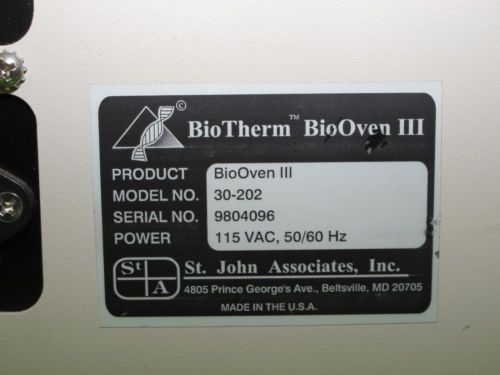 ©
BioTherm™ BioOven III
PRODUCT BioOven III
MODEL NO. 30-202
SERIAL NO. 9804096
POWER 115 VAC, 50/60 Hz
St A
St. John Associates, Inc.
4805 Prince George's Ave., Beltsville, MD 20705
MADE IN THE U.S.A.